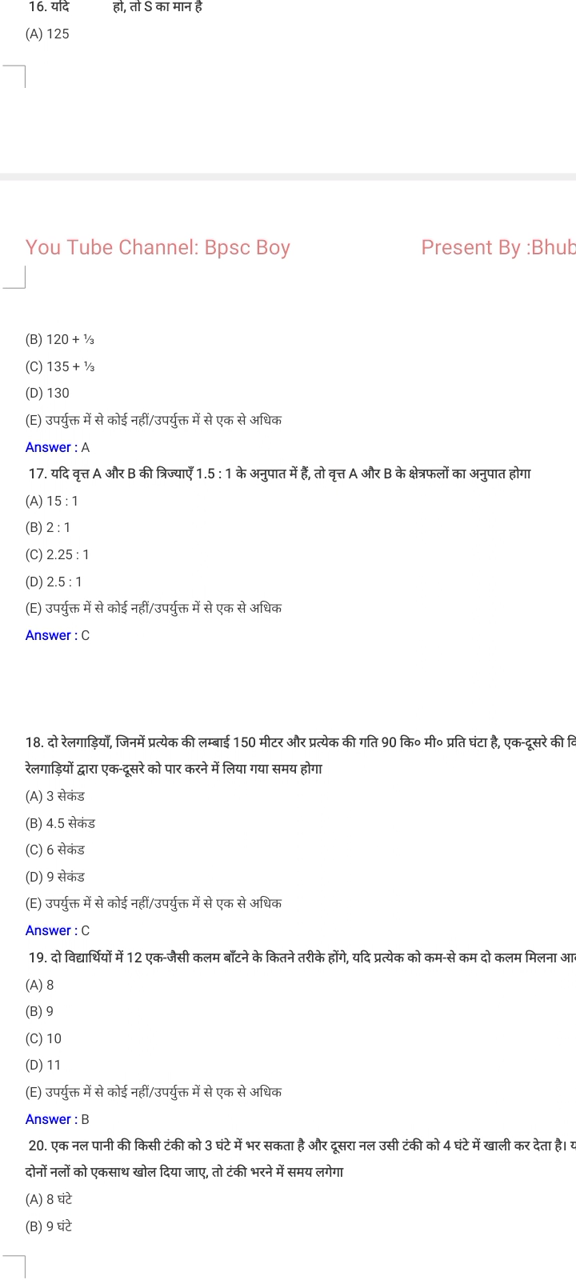 16. यदि हो, तो S का मान है
(A) 125
You Tube Channel: Bpsc Boy Present By :Bhub
(B) 120 + ⅓
(C) 135 + ⅓
(D) 130
(E) उपर्युक्त में से कोई नहीं/उपर्युक्त में से एक से अधिक
Answer : A
17. यदि वृत्त A और B की त्रिज्याएँ 1.5 : 1 के अनुपात में हैं, तो वृत्त A और B के क्षेत्रफलों का अनुपात होगा
(A) 15 : 1
(B) 2 : 1
(C) 2.25 : 1
(D) 2.5 : 1
(E) उपर्युक्त में से कोई नहीं/उपर्युक्त में से एक से अधिक
Answer : C
18. दो रेलगाड़ियाँ, जिनमें प्रत्येक की लम्बाई 150 मीटर और प्रत्येक की गति 90 कि० मी० प्रति घंटा है, एक-दूसरे की
रेलगाड़ियों द्वारा एक-दूसरे को पार करने में लिया गया समय होगा
(A) 3 सेकंड
(B) 4.5 सेकंड
(C) 6 सेकंड
(D) 9 सेकंड
(E) उपर्युक्त में से कोई नहीं/उपर्युक्त में से एक से अधिक
Answer : C
19. दो विद्यार्थियों में 12 एक-जैसी कलम बाँटने के कितने तरीके होंगे, यदि प्रत्येक को कम-से कम दो कलम मिलना
(A) 8
(B) 9
(C) 10
(D) 11
(E) उपर्युक्त में से कोई नहीं/उपर्युक्त में से एक से अधिक
Answer : B
20. एक नल पानी की किसी टंकी को 3 घंटे में भर सकता है और दूसरा नल उसी टंकी को 4 घंटे में खाली कर देता है।
दोनों नलों को एकसाथ खोल दिया जाए, तो टंकी भरने में समय लगेगा
(A) 8 घंटे
(B) 9 घंटे